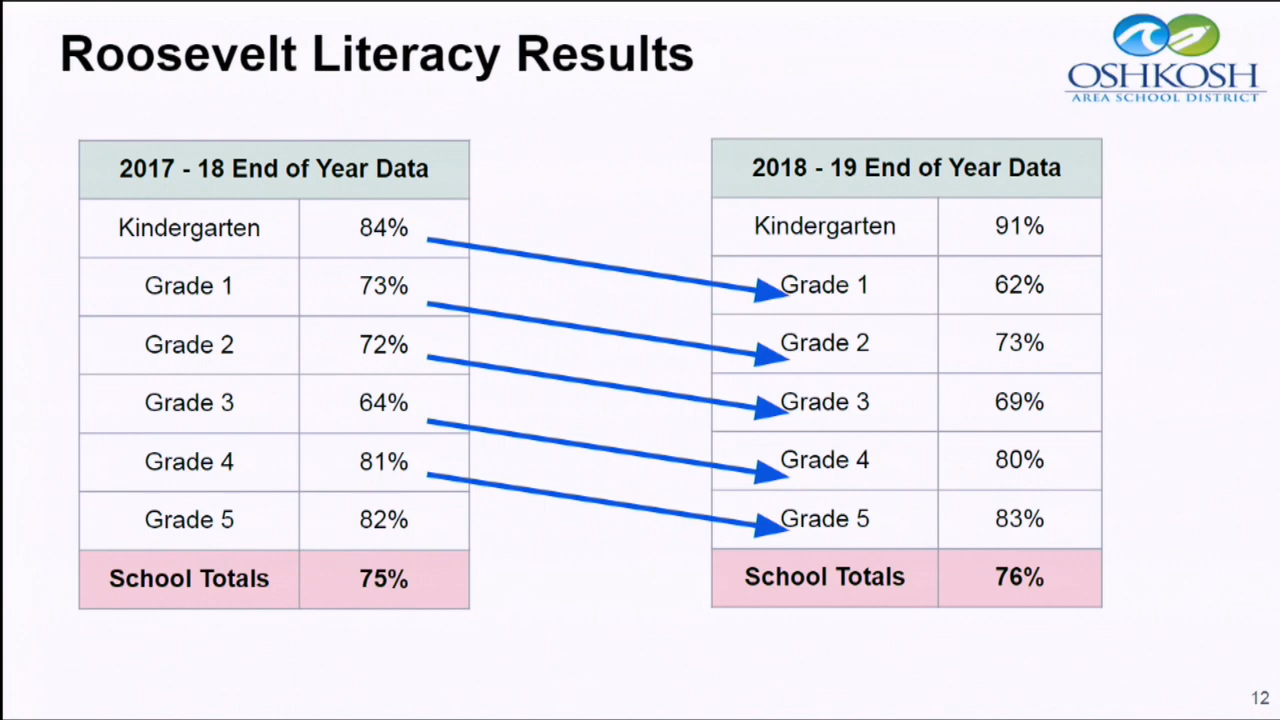 Roosevelt Literacy Results
OSHKOSH
AREA SCHOOL DISTRICT
2017 - 18 End of Year Data
Kindergarten 84%
Grade 1 73%
Grade 2 72%
Grade 3 64%
Grade 4 81%
Grade 5 82%
School Totals 75%
2018 - 19 End of Year Data
Kindergarten 91%
Grade 1 62%
Grade 2 73%
Grade 3 69%
Grade 4 80%
Grade 5 83%
School Totals 76%
12